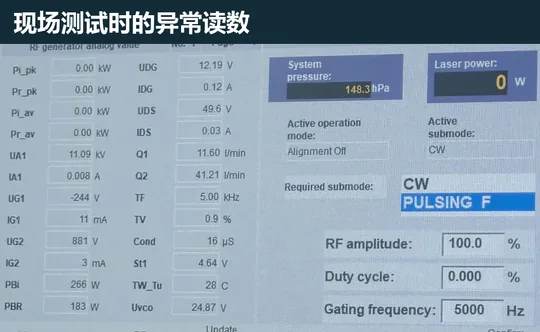 现场测试时的异常读数
RF generator analog value
Pi_pk 0.00 kW UDG 12.19 V
Pr_pk 0.00 kW IDG 0.12 A
Pi_av 0.00 kW UDS 49.6 V
Pr_av 0.00 kW IDS 0.03 A
UA1 11.09 kV Q1 11.60 l/min
IA1 0.008 A Q2 41.21 l/min
UG1 -244 V TF 5.00 kHz
IG1 11 mA TV 0.9 %
UG2 881 V Cond 16 µS
IG2 3 mA St1 4.64 V
PBi 266 W TW_Tu 28 C
PBR 183 W Uvco 24.87 V
Update
System
pressure:
148.3 hPa
Laser power:
0 W
Active operation
mode:
Alignment Off
Active
submode:
CW
Required submode:
CW
PULSING F
RF amplitude: 100.0 %
Duty cycle: 0.000 %
Gating frequency: 5000 Hz